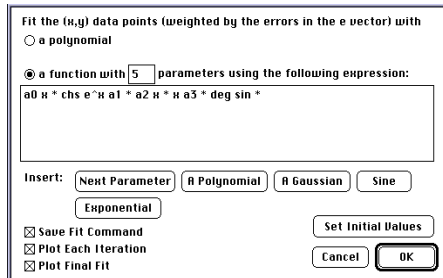 Fit the (x,y) data points (weighted by the errors in the e vector) with
a polynomial
a function with 5 parameters using the following expression:
a0 x * chs e^x a1 * a2 x * x a3 * deg sin *
Insert: Next Parameter A Polynomial A Gaussian Sine
Exponential
Save Fit Command
Plot Each Iteration
Plot Final Fit
Set Initial Values
Cancel OK